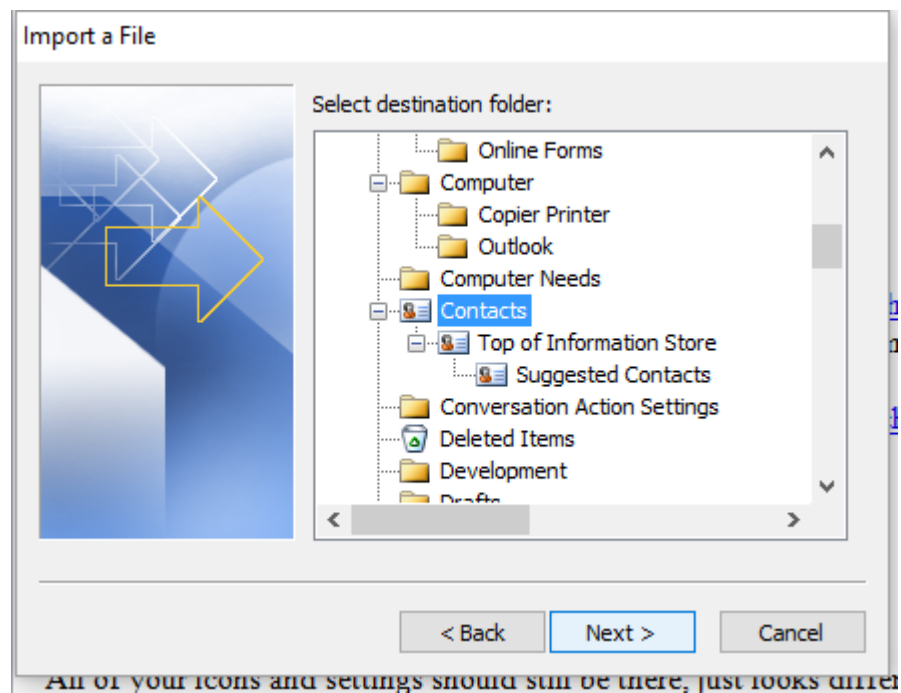 Import a File
Select destination folder:
Online Forms
Computer
Copier Printer
Outlook
Computer Needs
Contacts
Top of Information Store
Suggested Contacts
Conversation Action Settings
Deleted Items
Development
Drafts
< Back
Next >
Cancel
All of your icons and settings should still be there, just looks